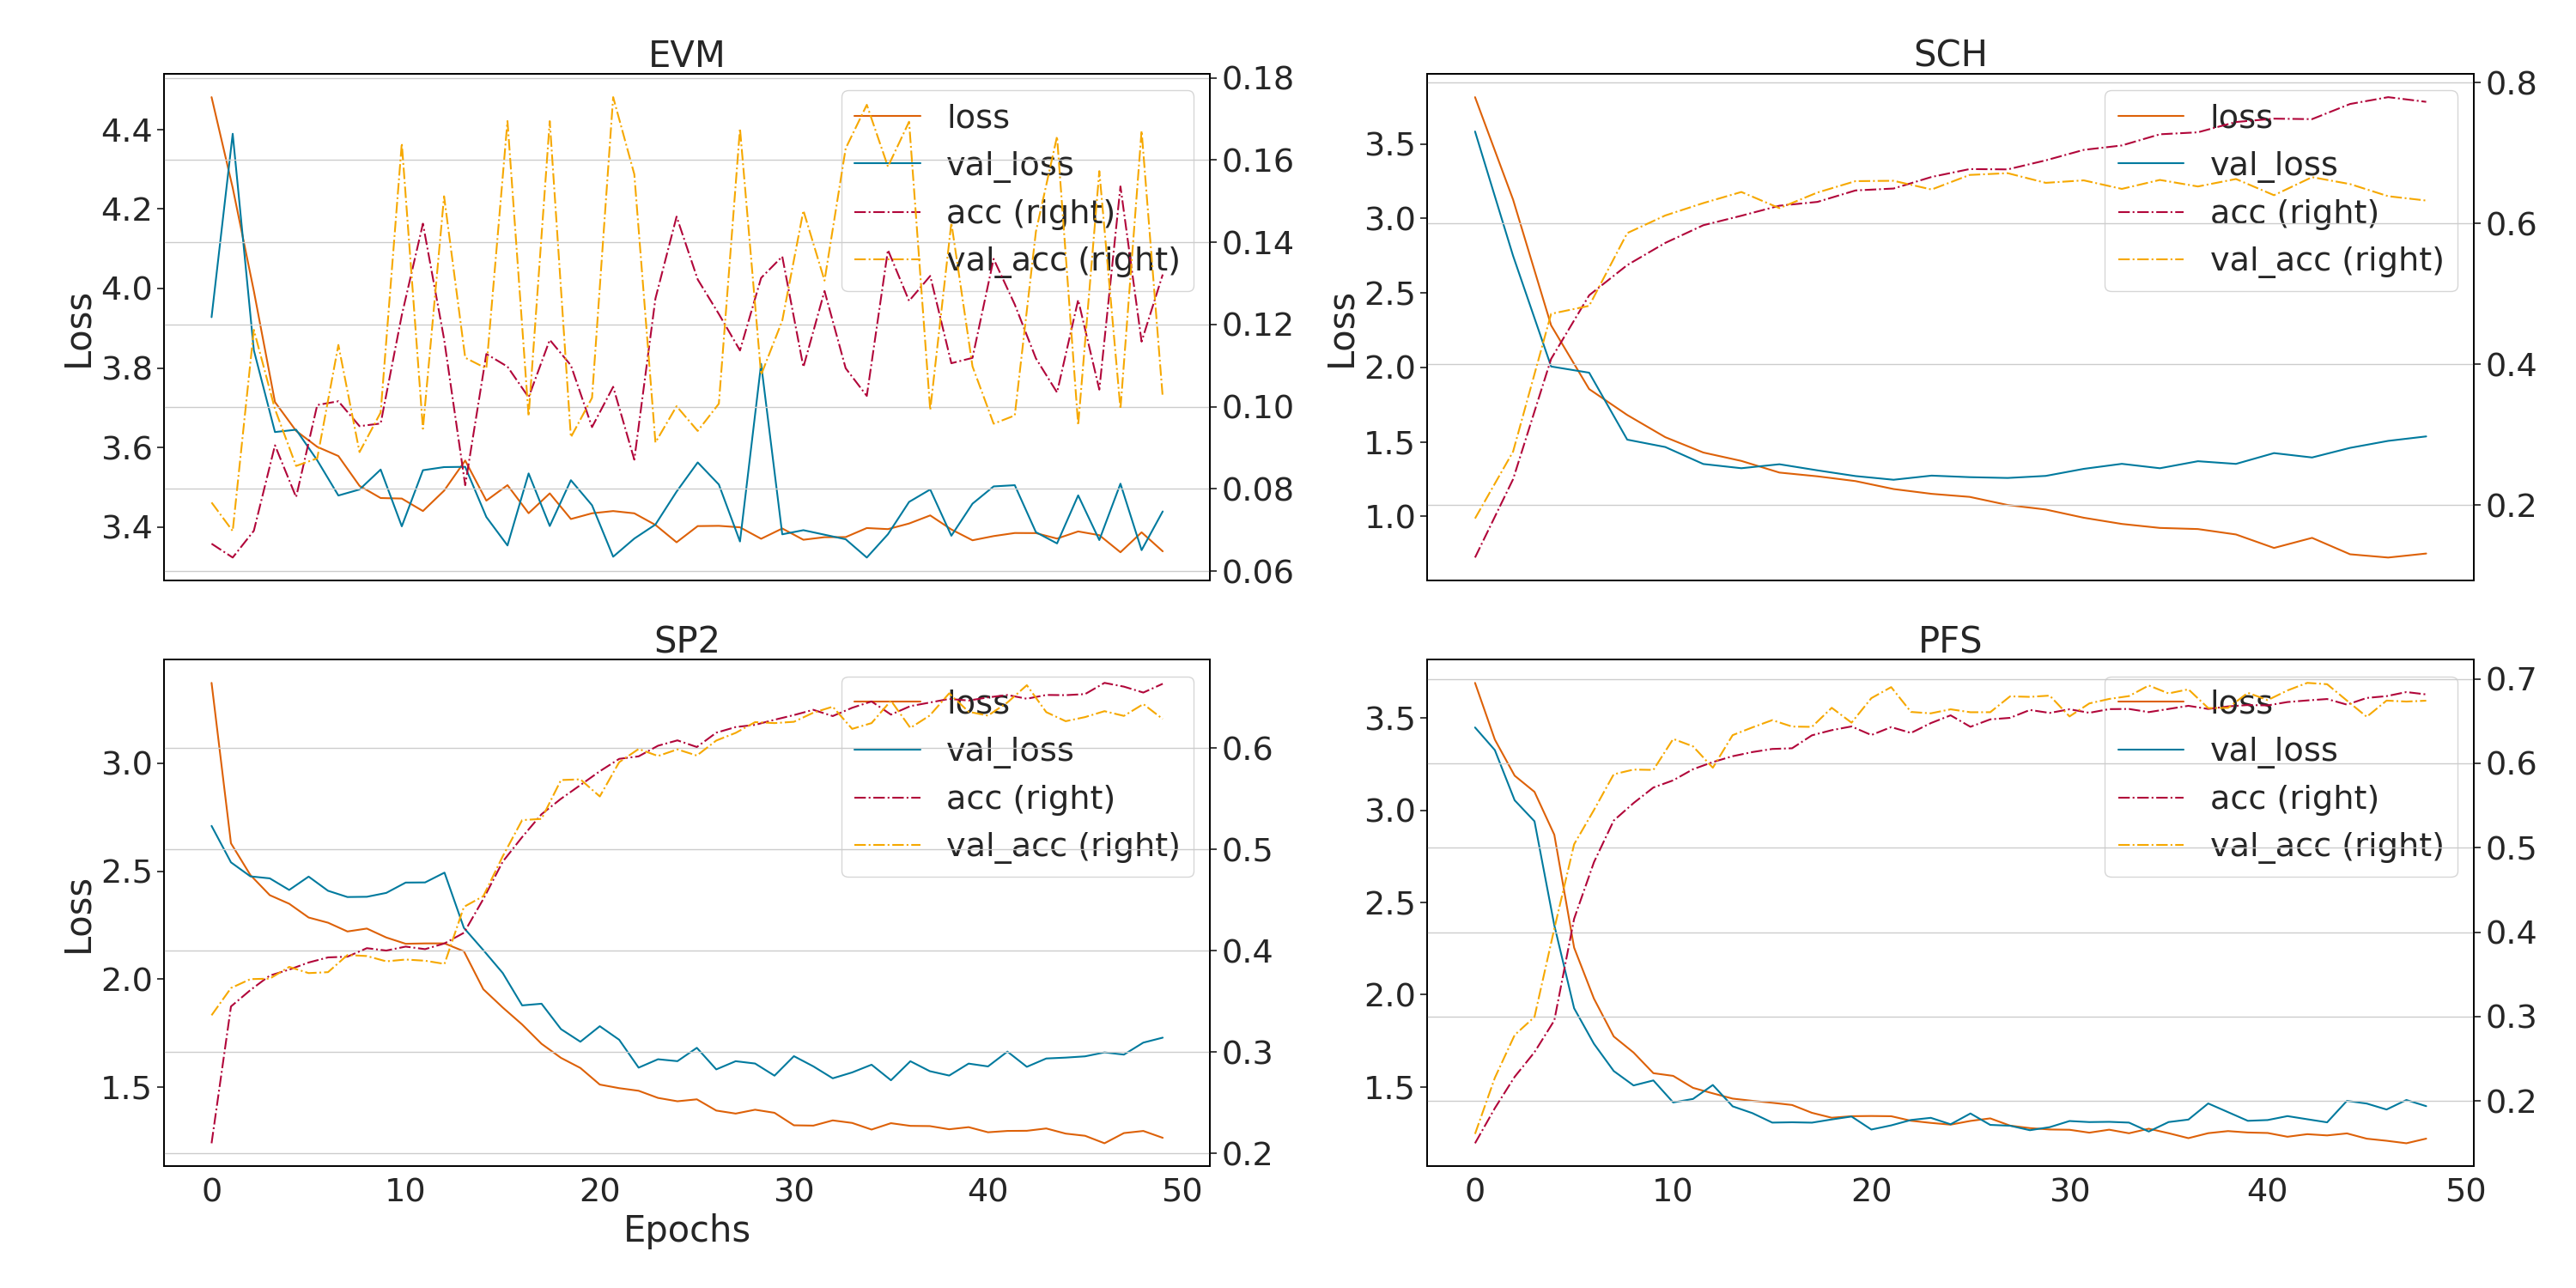 EVM
Loss
4.4
4.2
4.0
3.8
3.6
3.4
0.18
0.16
0.14
0.12
0.10
0.08
0.06
loss
val_loss
acc (right)
val_acc (right)
SCH
Loss
3.5
3.0
2.5
2.0
1.5
1.0
0.8
0.6
0.4
0.2
loss
val_loss
acc (right)
val_acc (right)
SP2
Loss
3.0
2.5
2.0
1.5
0.6
0.5
0.4
0.3
0.2
loss
val_loss
acc (right)
val_acc (right)
0 10 20 30 40 50
Epochs
PFS
3.5
3.0
2.5
2.0
1.5
0.7
0.6
0.5
0.4
0.3
0.2
loss
val_loss
acc (right)
val_acc (right)
0 10 20 30 40 50